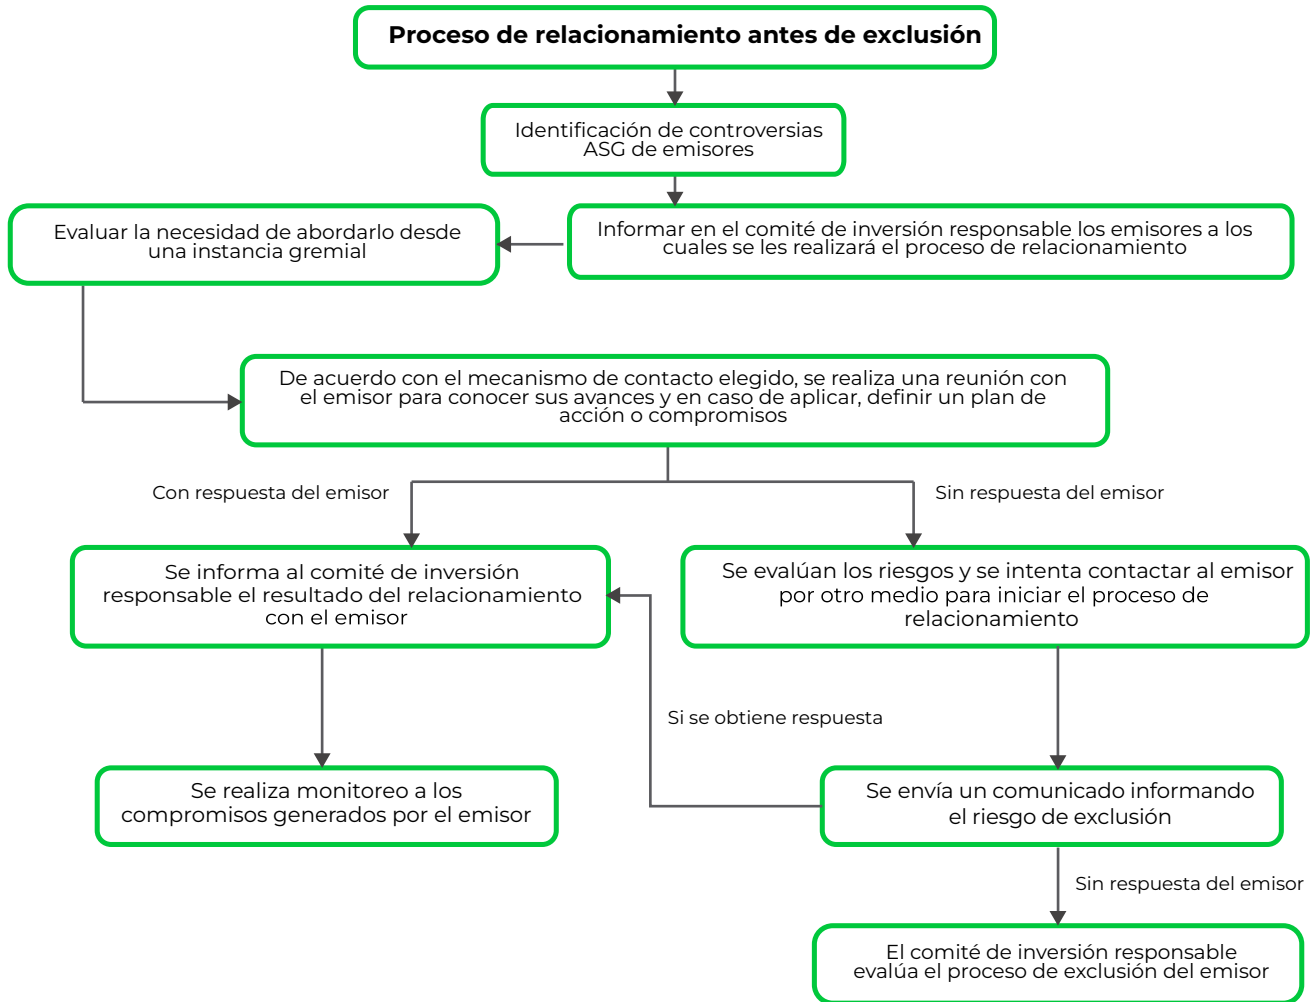 Proceso de relacionamiento antes de exclusión
Identificación de controversias
ASG de emisores
Informar en el comité de inversión responsable los emisores a los
cuales se les realizará el proceso de relacionamiento
Evaluar la necesidad de abordarlo desde
una instancia gremial
De acuerdo con el mecanismo de contacto elegido, se realiza una reunión con
el emisor para conocer sus avances y en caso de aplicar, definir un plan de
acción o compromisos
Con respuesta del emisor
Sin respuesta del emisor
Se informa al comité de inversión
responsable el resultado del relacionamiento
con el emisor
Se evalúan los riesgos y se intenta contactar al emisor
por otro medio para iniciar el proceso de
relacionamiento
Si se obtiene respuesta
Se realiza monitoreo a los
compromisos generados por el emisor
Se envía un comunicado informando
el riesgo de exclusión
Sin respuesta del emisor
El comité de inversión responsable
evalúa el proceso de exclusión del emisor